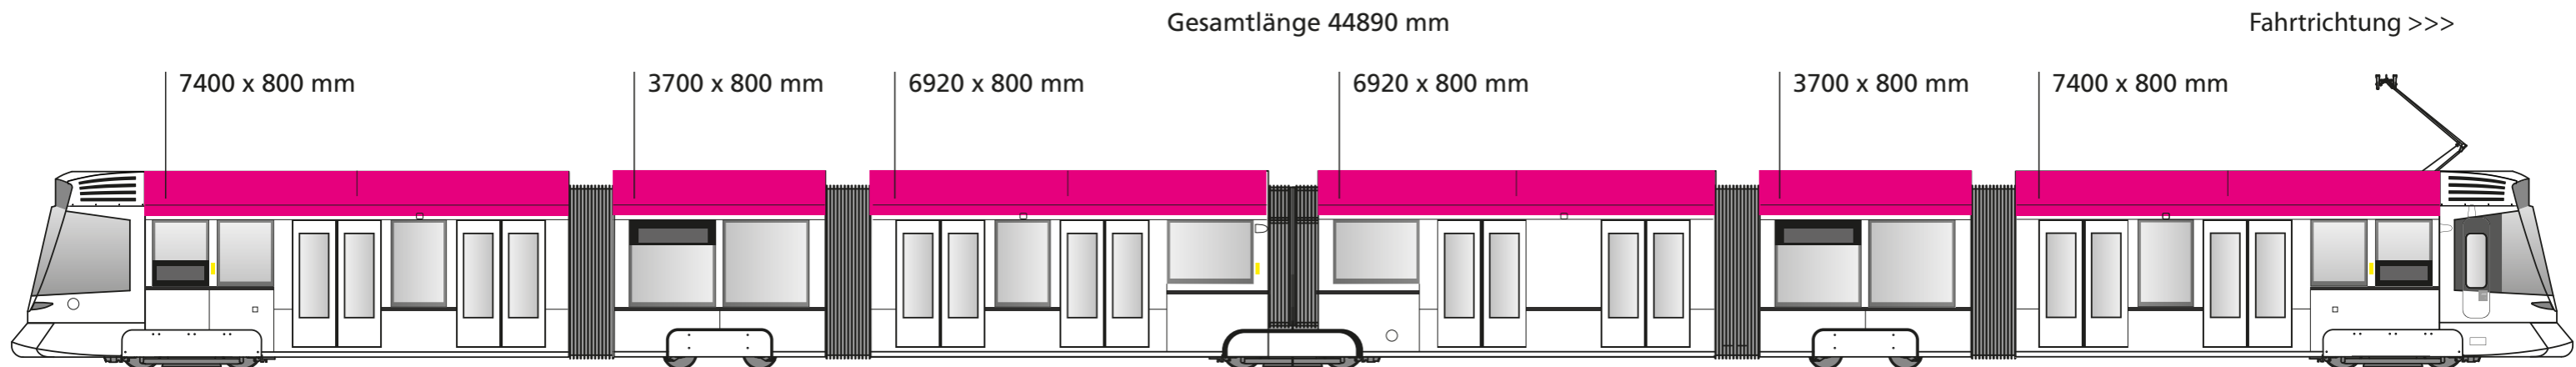 Gesamtlänge 44890 mm
Fahrtrichtung >>>
7400 x 800 mm
3700 x 800 mm
6920 x 800 mm
6920 x 800 mm
3700 x 800 mm
7400 x 800 mm